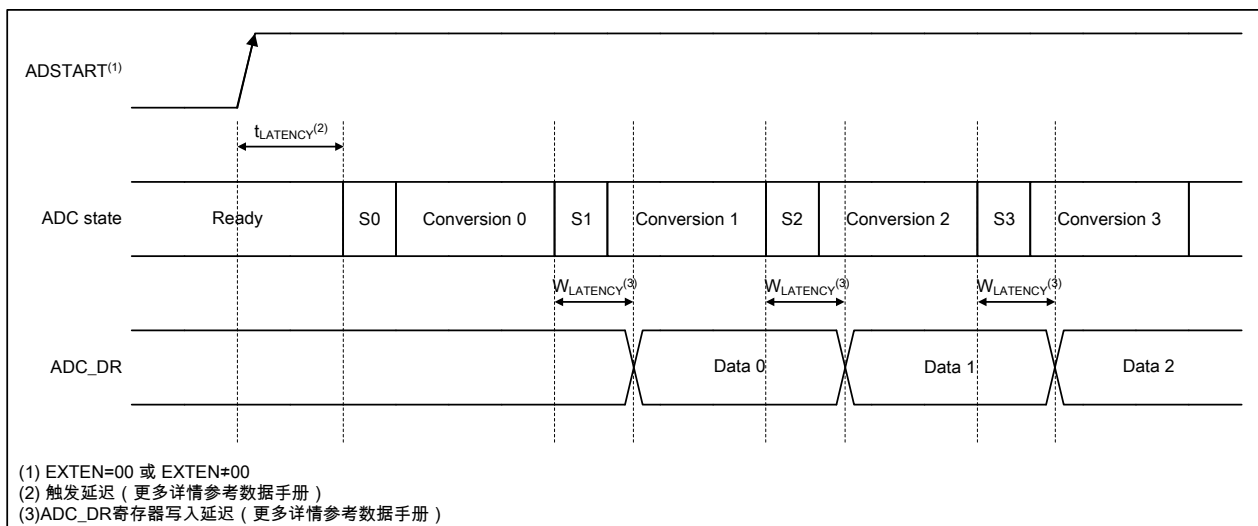 ADSTART(1)
tLATENCY(2)
ADC state Ready S0 Conversion 0 S1 Conversion 1 S2 Conversion 2 S3 Conversion 3
WLATENCY(3) WLATENCY(3) WLATENCY(3)
ADC_DR Data 0 Data 1 Data 2
(1) EXTEN=00 或 EXTEN≠00
(2) 触发延迟（更多详情参考数据手册）
(3)ADC_DR寄存器写入延迟（更多详情参考数据手册）